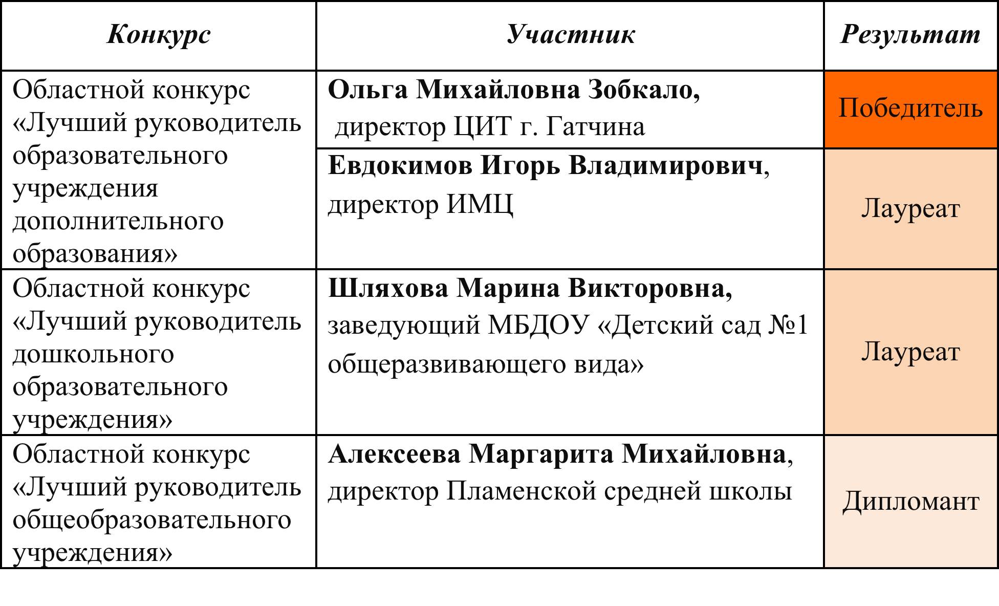 Конкурс
Участник
Результат
Областной конкурс
«Лучший руководитель
образовательного
учреждения
дополнительного
образования»
Ольга Михайловна Зобкало,
директор ЦИТ г. Гатчина
Победитель
Евдокимов Игорь Владимирович,
директор ИМЦ
Лауреат
Областной конкурс
«Лучший руководитель
дошкольного
образовательного
учреждения»
Шляхова Марина Викторовна,
заведующий МБДОУ «Детский сад №1
общеразвивающего вида»
Лауреат
Областной конкурс
«Лучший руководитель
общеобразовательного
учреждения»
Алексеева Маргарита Михайловна,
директор Пламенской средней школы
Дипломант